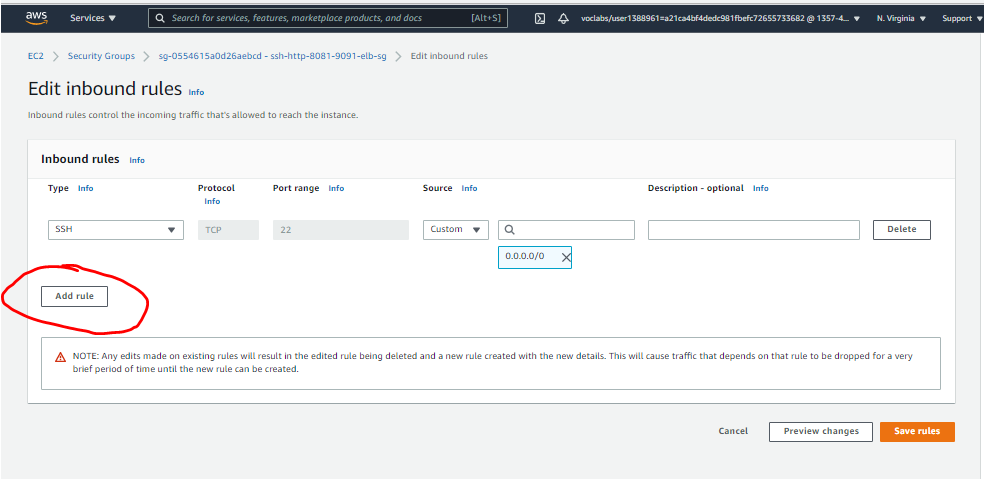 aws Services Search for services, features, marketplace products, and docs [Alt+S] voclabs/user1388961=a21ca4bf4dedc981fbefc72655733682 @ 1357-4... N. Virginia Support
EC2 > Security Groups > sg-0554615a0d26aebcd - ssh-http-8081-9091-elb-sg > Edit inbound rules
Edit inbound rules Info
Inbound rules control the incoming traffic that's allowed to reach the instance.
Inbound rules Info
Type Info Protocol Port range Info Source Info Description - optional Info
Info
SSH TCP 22 Custom Delete
0.0.0.0/0
Add rule
NOTE: Any edits made on existing rules will result in the edited rule being deleted and a new rule created with the new details. This will cause traffic that depends on that rule to be dropped for a very
brief period of time until the new rule can be created.
Cancel Preview changes Save rules